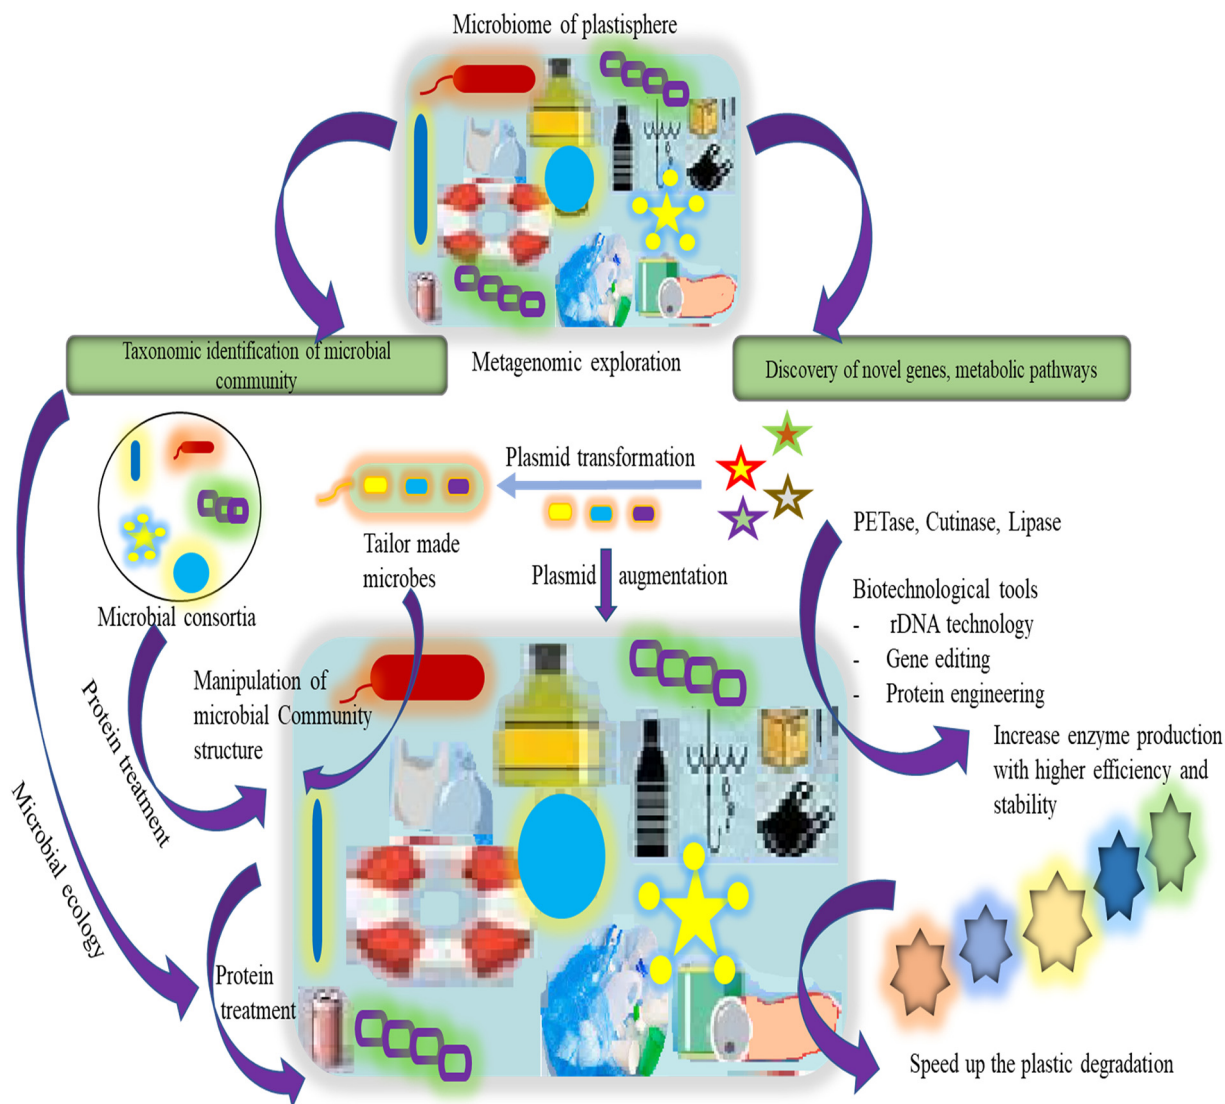 Microbiome of plastisphere
Taxonomic identification of microbial
community
Metagenomic exploration
Discovery of novel genes, metabolic pathways
Plasmid transformation
PETase, Cutinase, Lipase
Tailor made
microbes
Plasmid augmentation
Biotechnological tools
- rDNA technology
- Gene editing
- Protein engineering
Microbial consortia
Manipulation of
microbial Community
structure
Protein treatment
Increase enzyme production
with higher efficiency and
stability
Microbial ecology
Protein
treatment
Speed up the plastic degradation